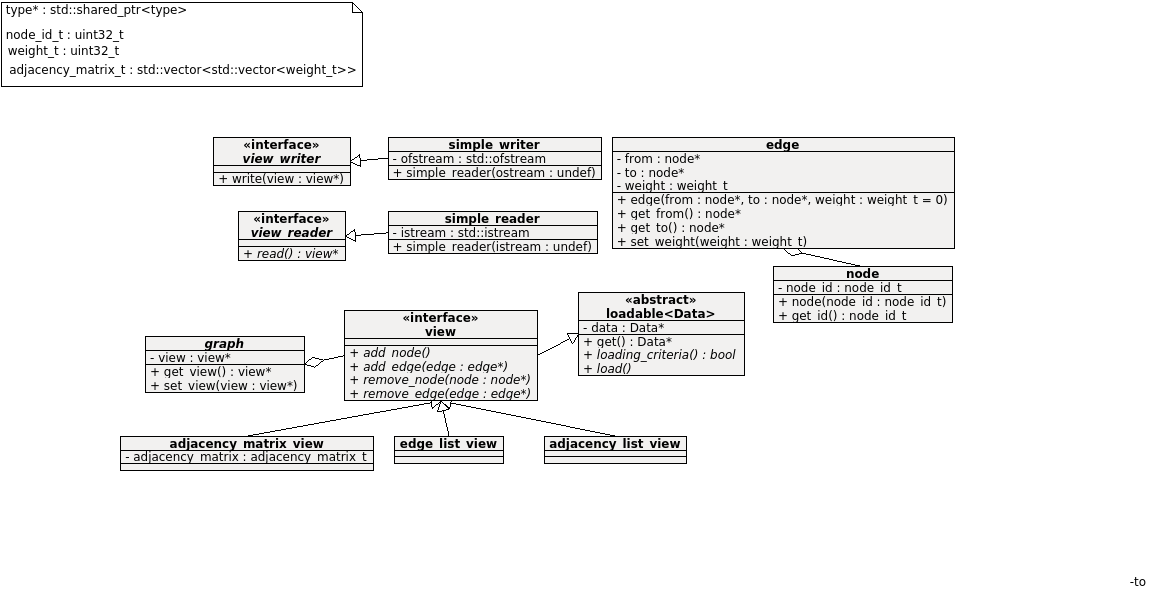 type* : std::shared_ptr<type>
node_id_t : uint32_t
weight_t : uint32_t
adjacency_matrix_t : std::vector<std::vector<weight_t>>
«interface»
view_writer
+ write(view : view*)
simple_writer
- ofstream : std::ofstream
+ simple_reader(ostream : undef)
edge
- from : node*
- to : node*
- weight : weight_t
+ edge(from : node*, to : node*, weight : weight_t = 0)
+ get_from() : node*
+ get_to() : node*
+ set_weight(weight : weight_t)
«interface»
view_reader
+ read() : view*
simple_reader
- istream : std::istream
+ simple_reader(istream : undef)
node
- node_id : node_id_t
+ node(node_id : node_id_t)
+ get_id() : node_id_t
«abstract»
loadable<Data>
- data : Data*
+ get() : Data*
+ loading_criteria() : bool
+ load()
«interface»
view
+ add_node()
+ add_edge(edge : edge*)
+ remove_node(node : node*)
+ remove_edge(edge : edge*)
graph
- view : view*
+ get_view() : view*
+ set_view(view : view*)
adjacency_matrix_view
- adjacency_matrix : adjacency_matrix_t
edge_list_view
adjacency_list_view
-to